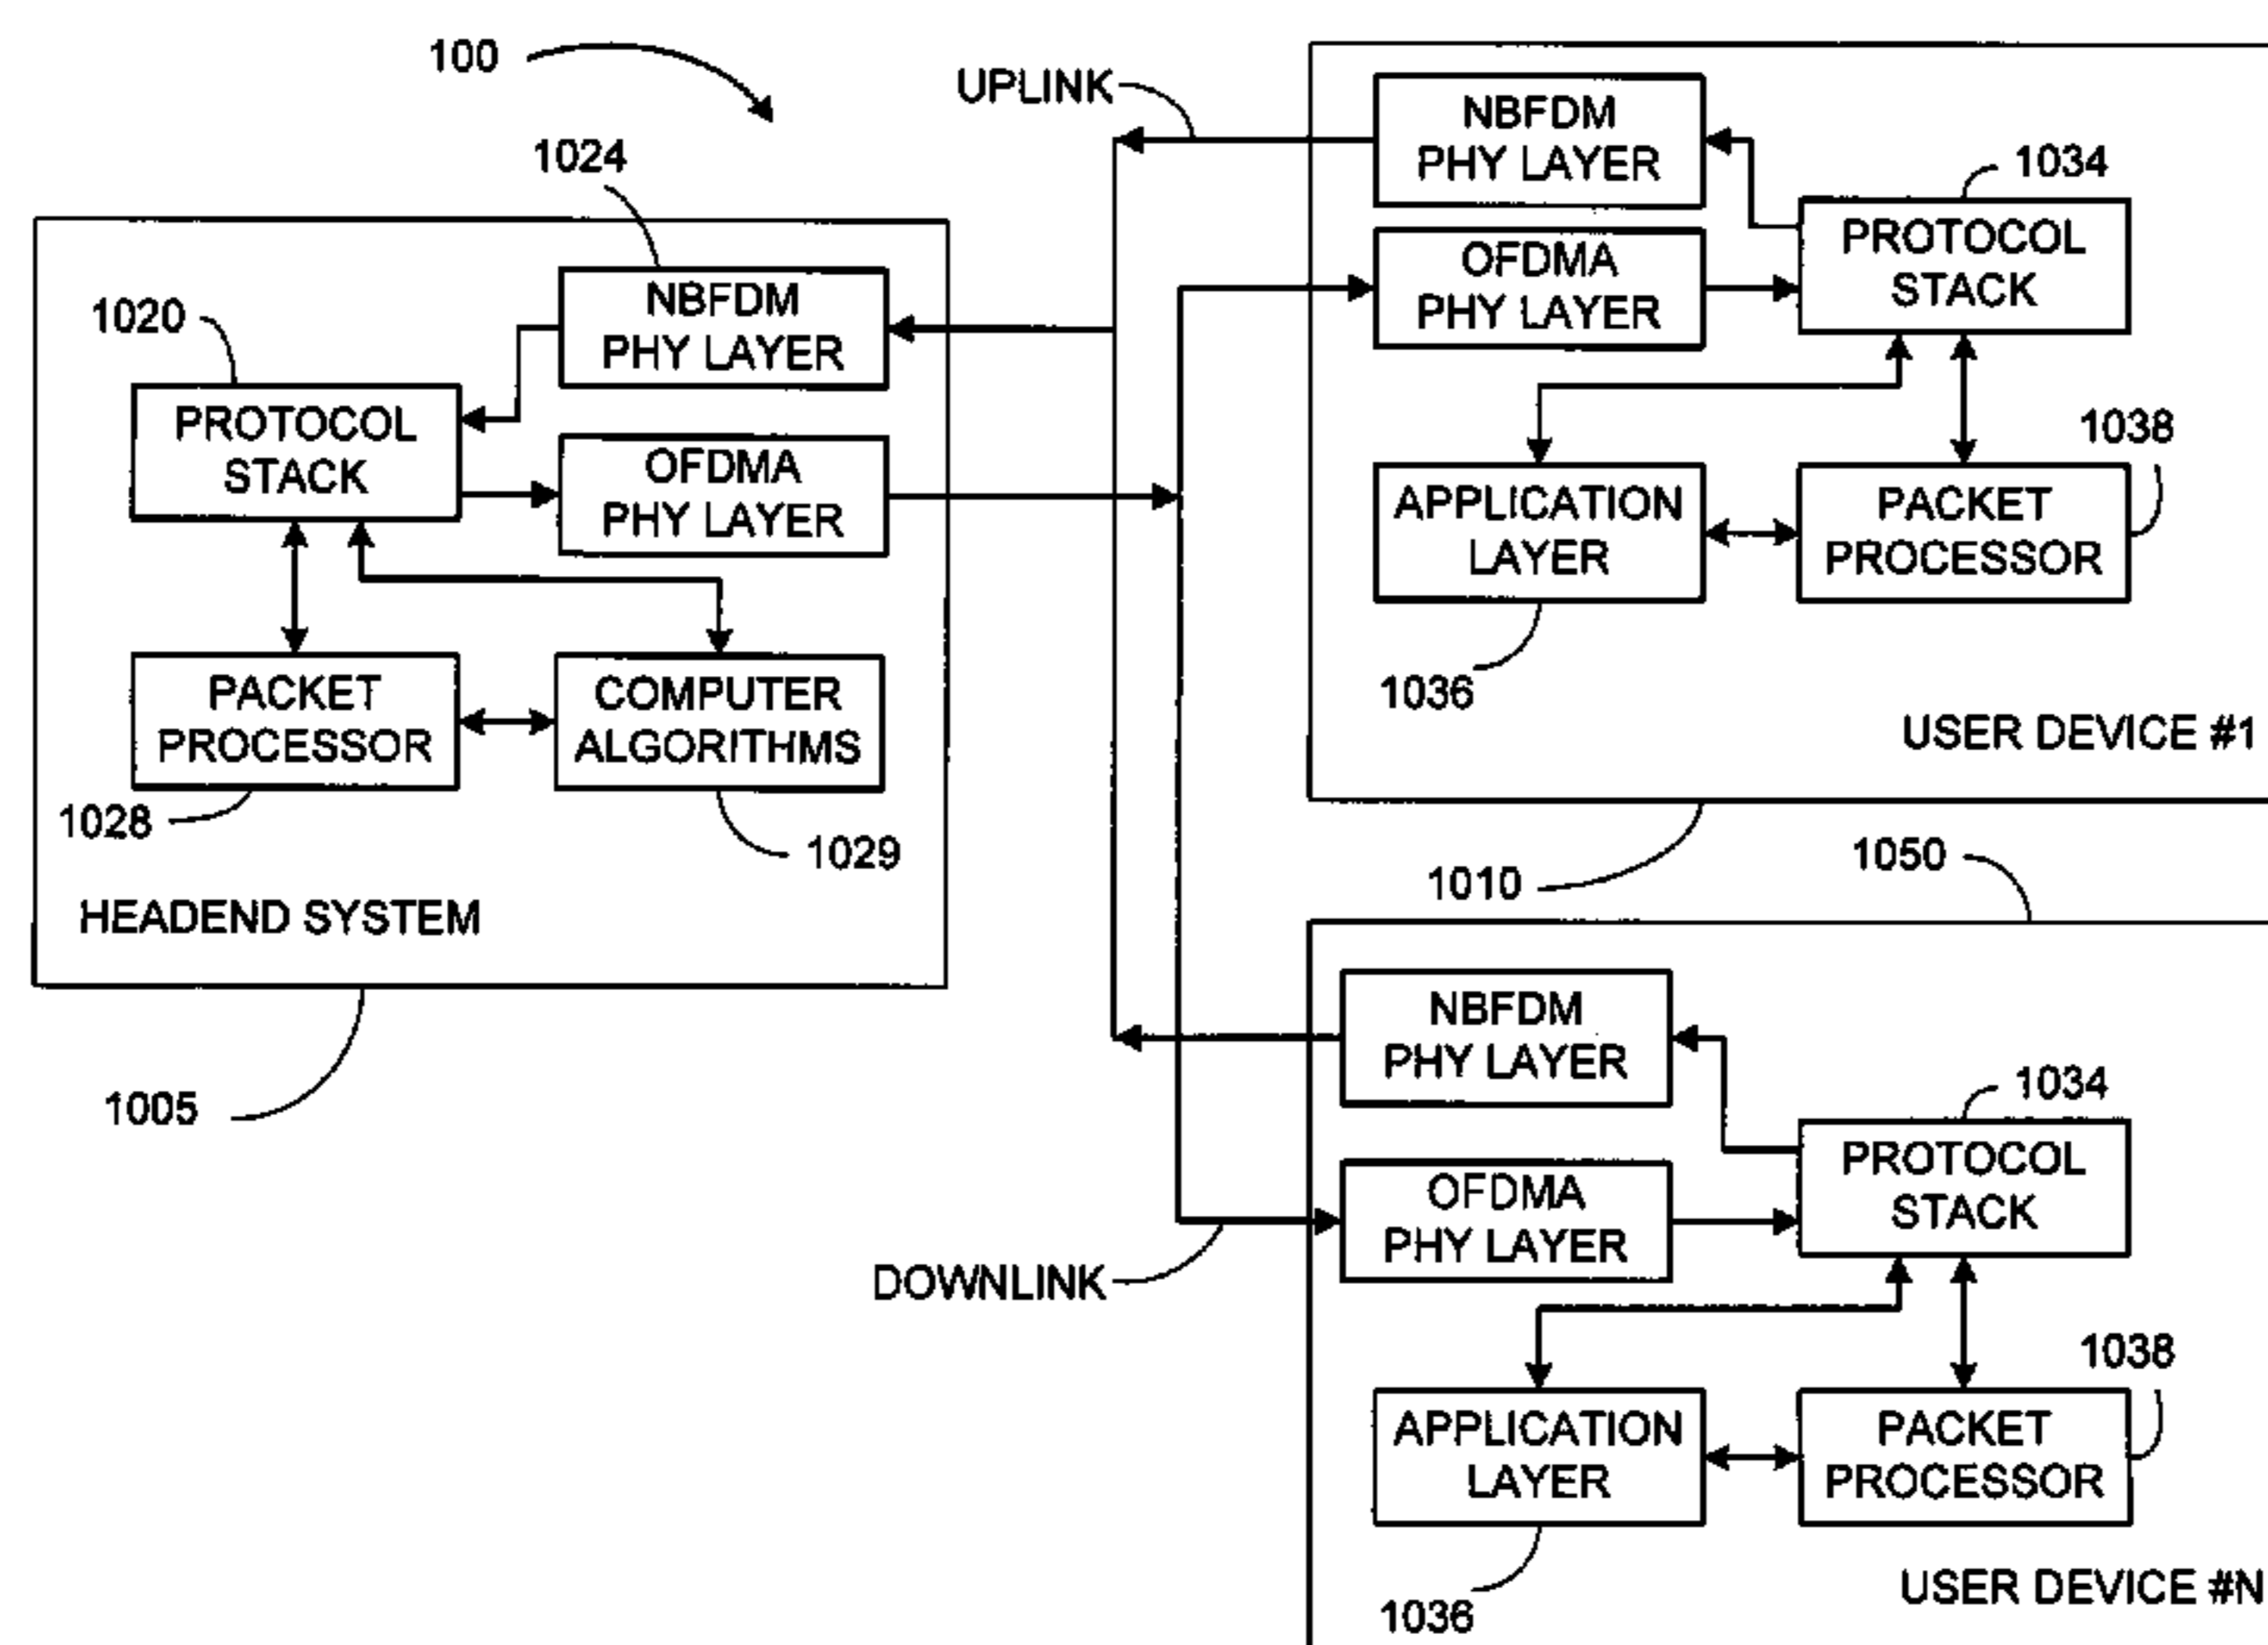 100
UPLINK
1024
1020
NBFDM
PHY LAYER
PROTOCOL
STACK
OFDMA
PHY LAYER
PACKET
PROCESSOR
COMPUTER
ALGORITHMS
1028
1029
HEADEND SYSTEM
1005
NBFDM
PHY LAYER
1034
PROTOCOL
STACK
OFDMA
PHY LAYER
1038
APPLICATION
LAYER
PACKET
PROCESSOR
1036
USER DEVICE #1
1010
1050
NBFDM
PHY LAYER
1034
PROTOCOL
STACK
OFDMA
PHY LAYER
DOWNLINK
1038
APPLICATION
LAYER
PACKET
PROCESSOR
1036
USER DEVICE #N